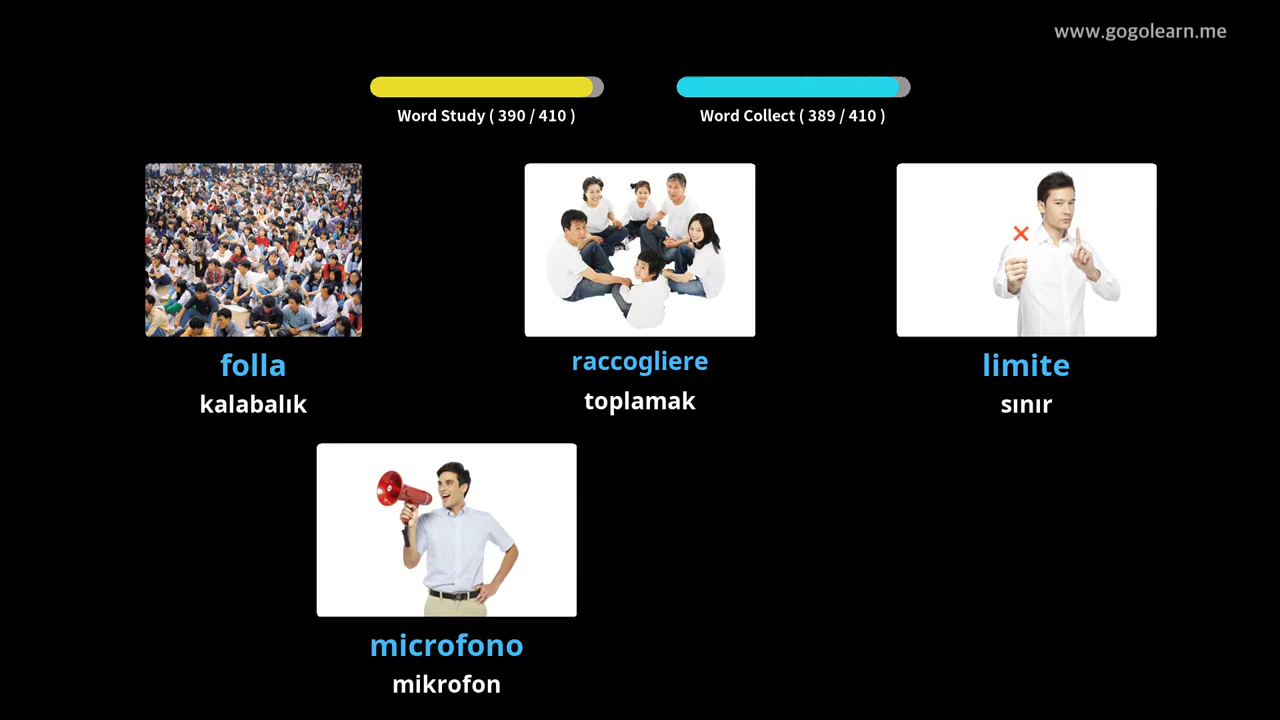 www.gogolearn.me
Word Study ( 390 / 410 )
Word Collect ( 389 / 410 )
folla
kalabalık
raccogliere
toplamak
limite
sınır
microfono
mikrofon